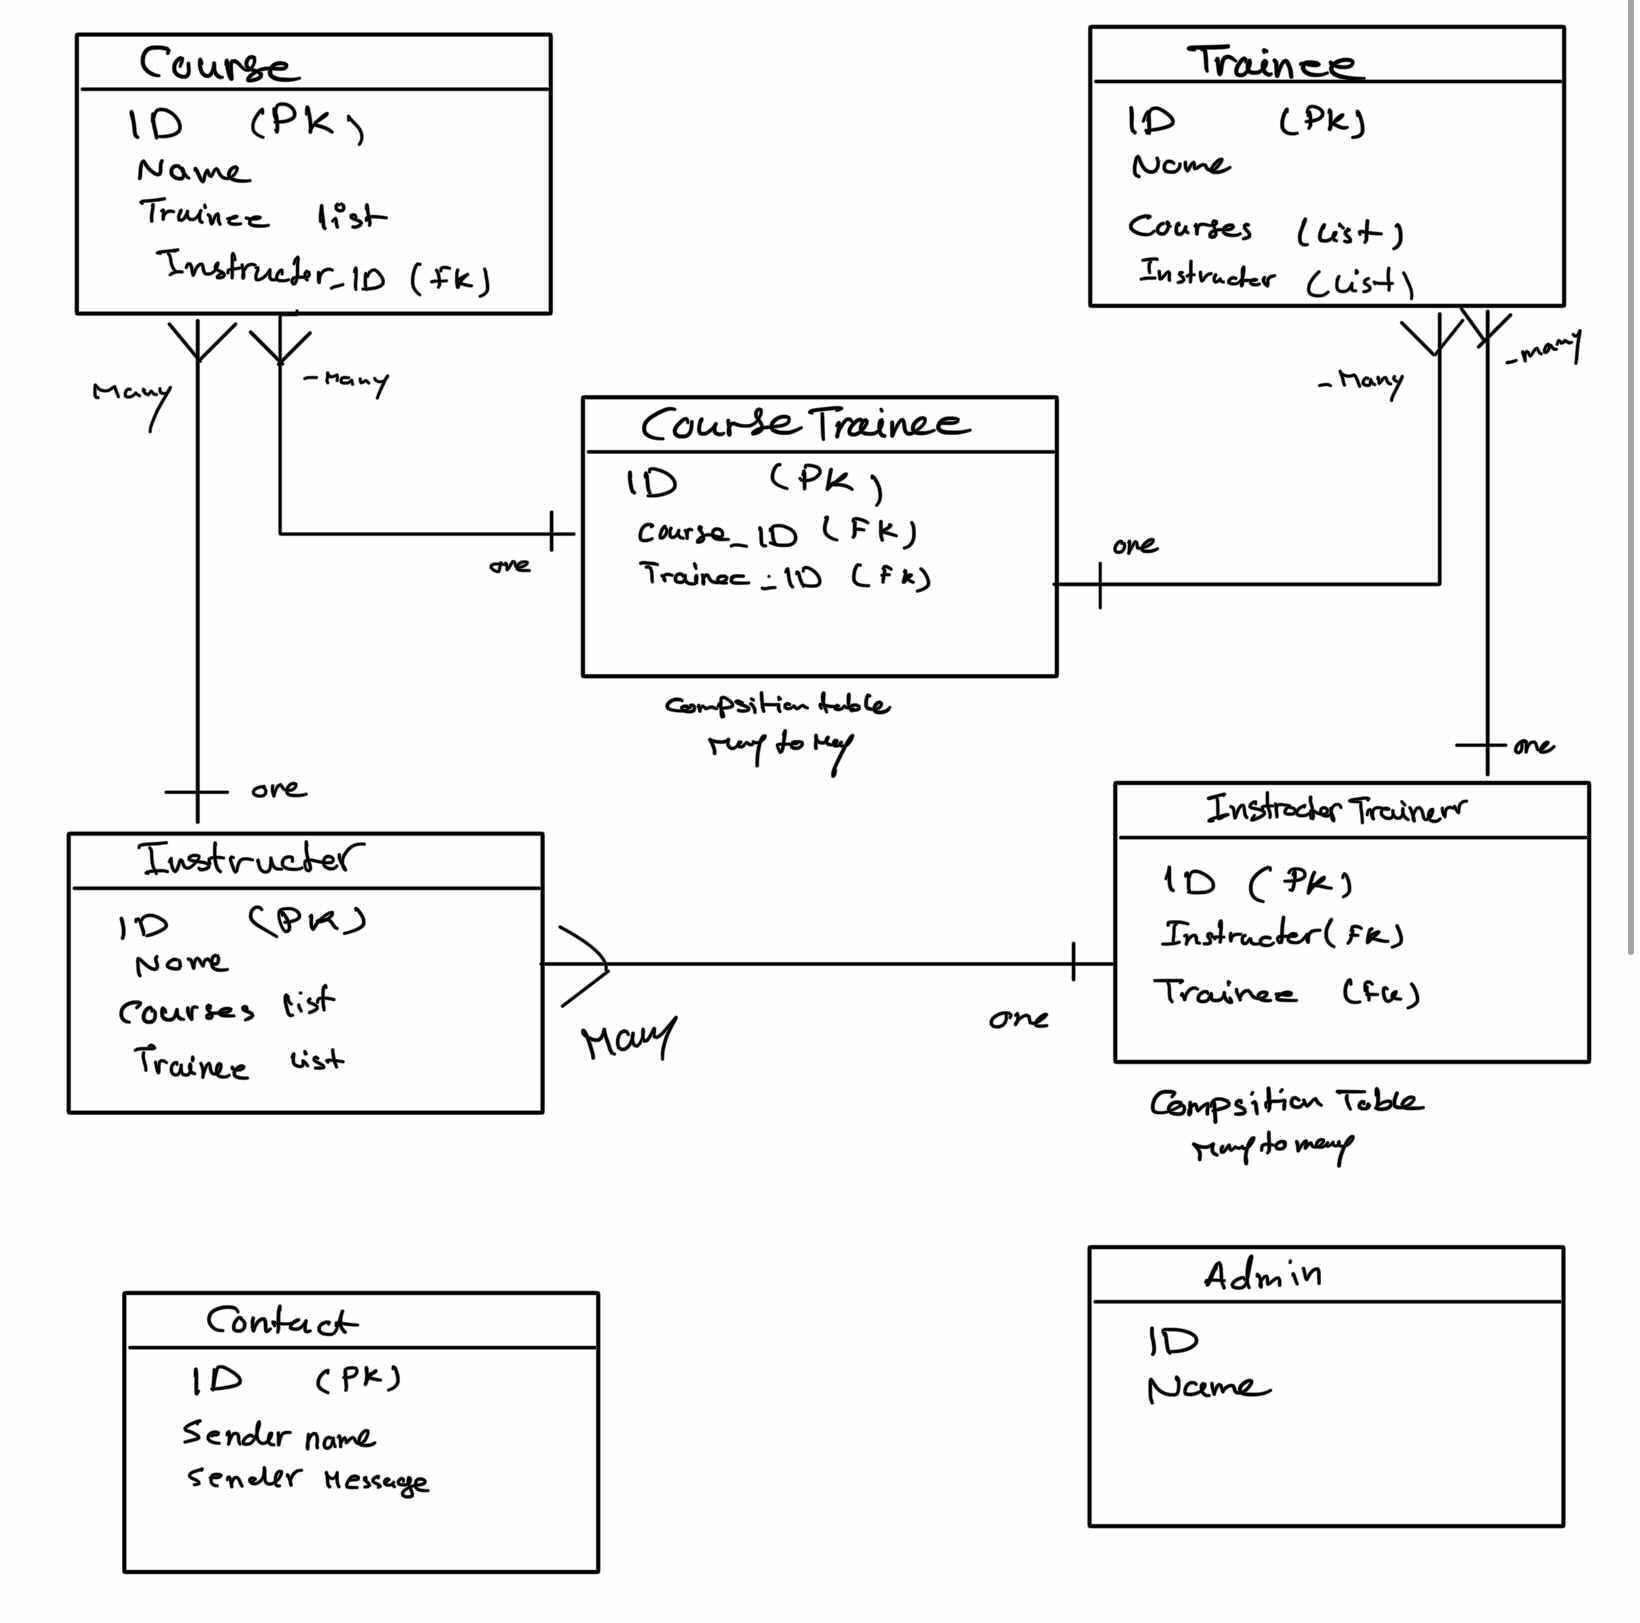 Course
ID (PK)
Name
Trainee list
Instructer_ID (FK)
Trainee
ID (PK)
Name
Courses (List)
Instructer (List)
Many
-Many
-Many
-many
CourseTrainee
ID (PK)
Course_ID (FK)
Trainee_ID (FK)
one
one
Compsition table
Many to Many
one
one
Instructer
ID (PK)
Name
Courses list
Trainee list
Many
one
Instructer Trainerr
ID (PK)
Instructer (FK)
Trainee (FK)
Compsition Table
Many to many
Contact
ID (PK)
Sender name
Sender Message
Admin
ID
Name